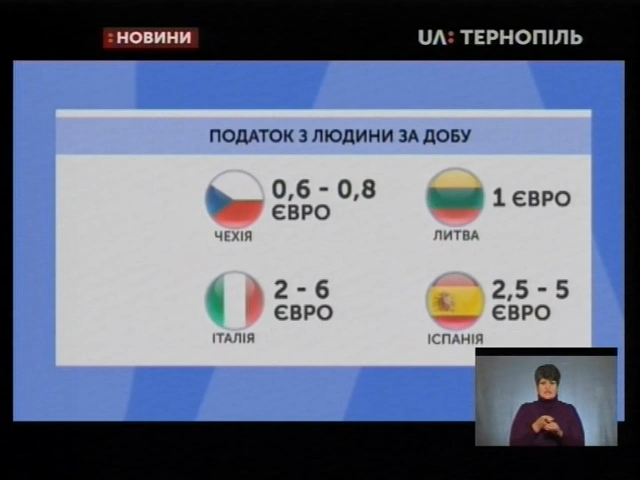 :НОВИНИ
UA: ТЕРНОПІЛЬ
ПОДАТОК З ЛЮДИНИ ЗА ДОБУ
0,6 - 0,8
ЄВРО
ЧЕХІЯ
1 ЄВРО
ЛИТВА
2 - 6
ЄВРО
ІТАЛІЯ
2,5 - 5
ЄВРО
ІСПАНІЯ